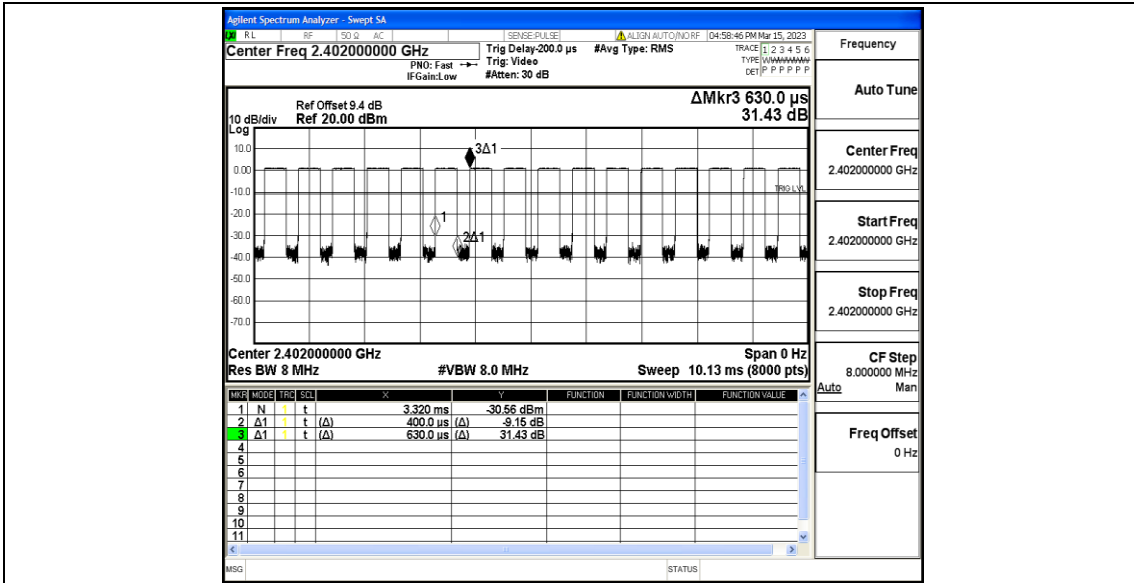 Agilent Spectrum Analyzer - Swept SA
RL RF 50 Ω AC SENSE:PULSE ALIGN AUTO/NO RF 04:58:46 PM Mar 15, 2023
Center Freq 2.402000000 GHz
PNO: Fast
IFGain:Low
Trig Delay-200.0 µs
Trig: Video
#Atten: 30 dB
#Avg Type: RMS
TRACE 1 2 3 4 5 6
TYPE
DET P P P P P P
Frequency
Auto Tune
Center Freq
2.402000000 GHz
Start Freq
2.402000000 GHz
Stop Freq
2.402000000 GHz
CF Step
8.000000 MHz
Auto Man
Freq Offset
0 Hz
ΔMkr3 630.0 µs
31.43 dB
Ref Offset 9.4 dB
Ref 20.00 dBm
10 dB/div
Log
10.0
0.00
-10.0
-20.0
-30.0
-40.0
-50.0
-60.0
-70.0
3Δ1
TRIG LVL
1
2Δ1
Center 2.402000000 GHz
Span 0 Hz
Res BW 8 MHz
#VBW 8.0 MHz
Sweep 10.13 ms (8000 pts)
MKR MODE TRC SCL X Y FUNCTION FUNCTION WIDTH FUNCTION VALUE
1 N 1 t 3.320 ms -30.56 dBm
2 Δ1 1 t (Δ) 400.0 µs (Δ) -9.15 dB
3 Δ1 1 t (Δ) 630.0 µs (Δ) 31.43 dB
4
5
6
7
8
9
10
11
MSG
STATUS